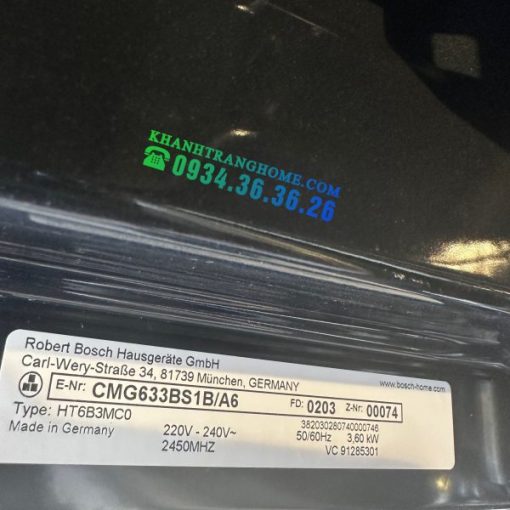 KHANHTRANGHOME.COM
☎ 0934.36.36.26
Robert Bosch Hausgeräte GmbH
Carl-Wery-Straße 34, 81739 München, GERMANY
www.bosch-home.com
E-Nr: CMG633BS1B/A6 FD: 0203 Z-Nr: 00074
Type: HT6B3MC0 382030280740000746
Made in Germany 220V - 240V~ 50/60Hz 3,60 kW
2450MHZ VC 91285301